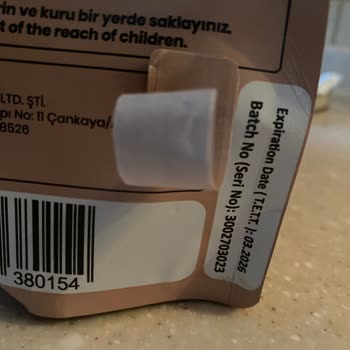 rin ve kuru bir yerde saklayınız.
t of the reach of children.
LTD. ŞTİ.
pı No: 11 Çankaya/
8526
380154
Expiration Date ( T.E.T.T. ): 03.2026
Batch No (Seri No): 3002703023